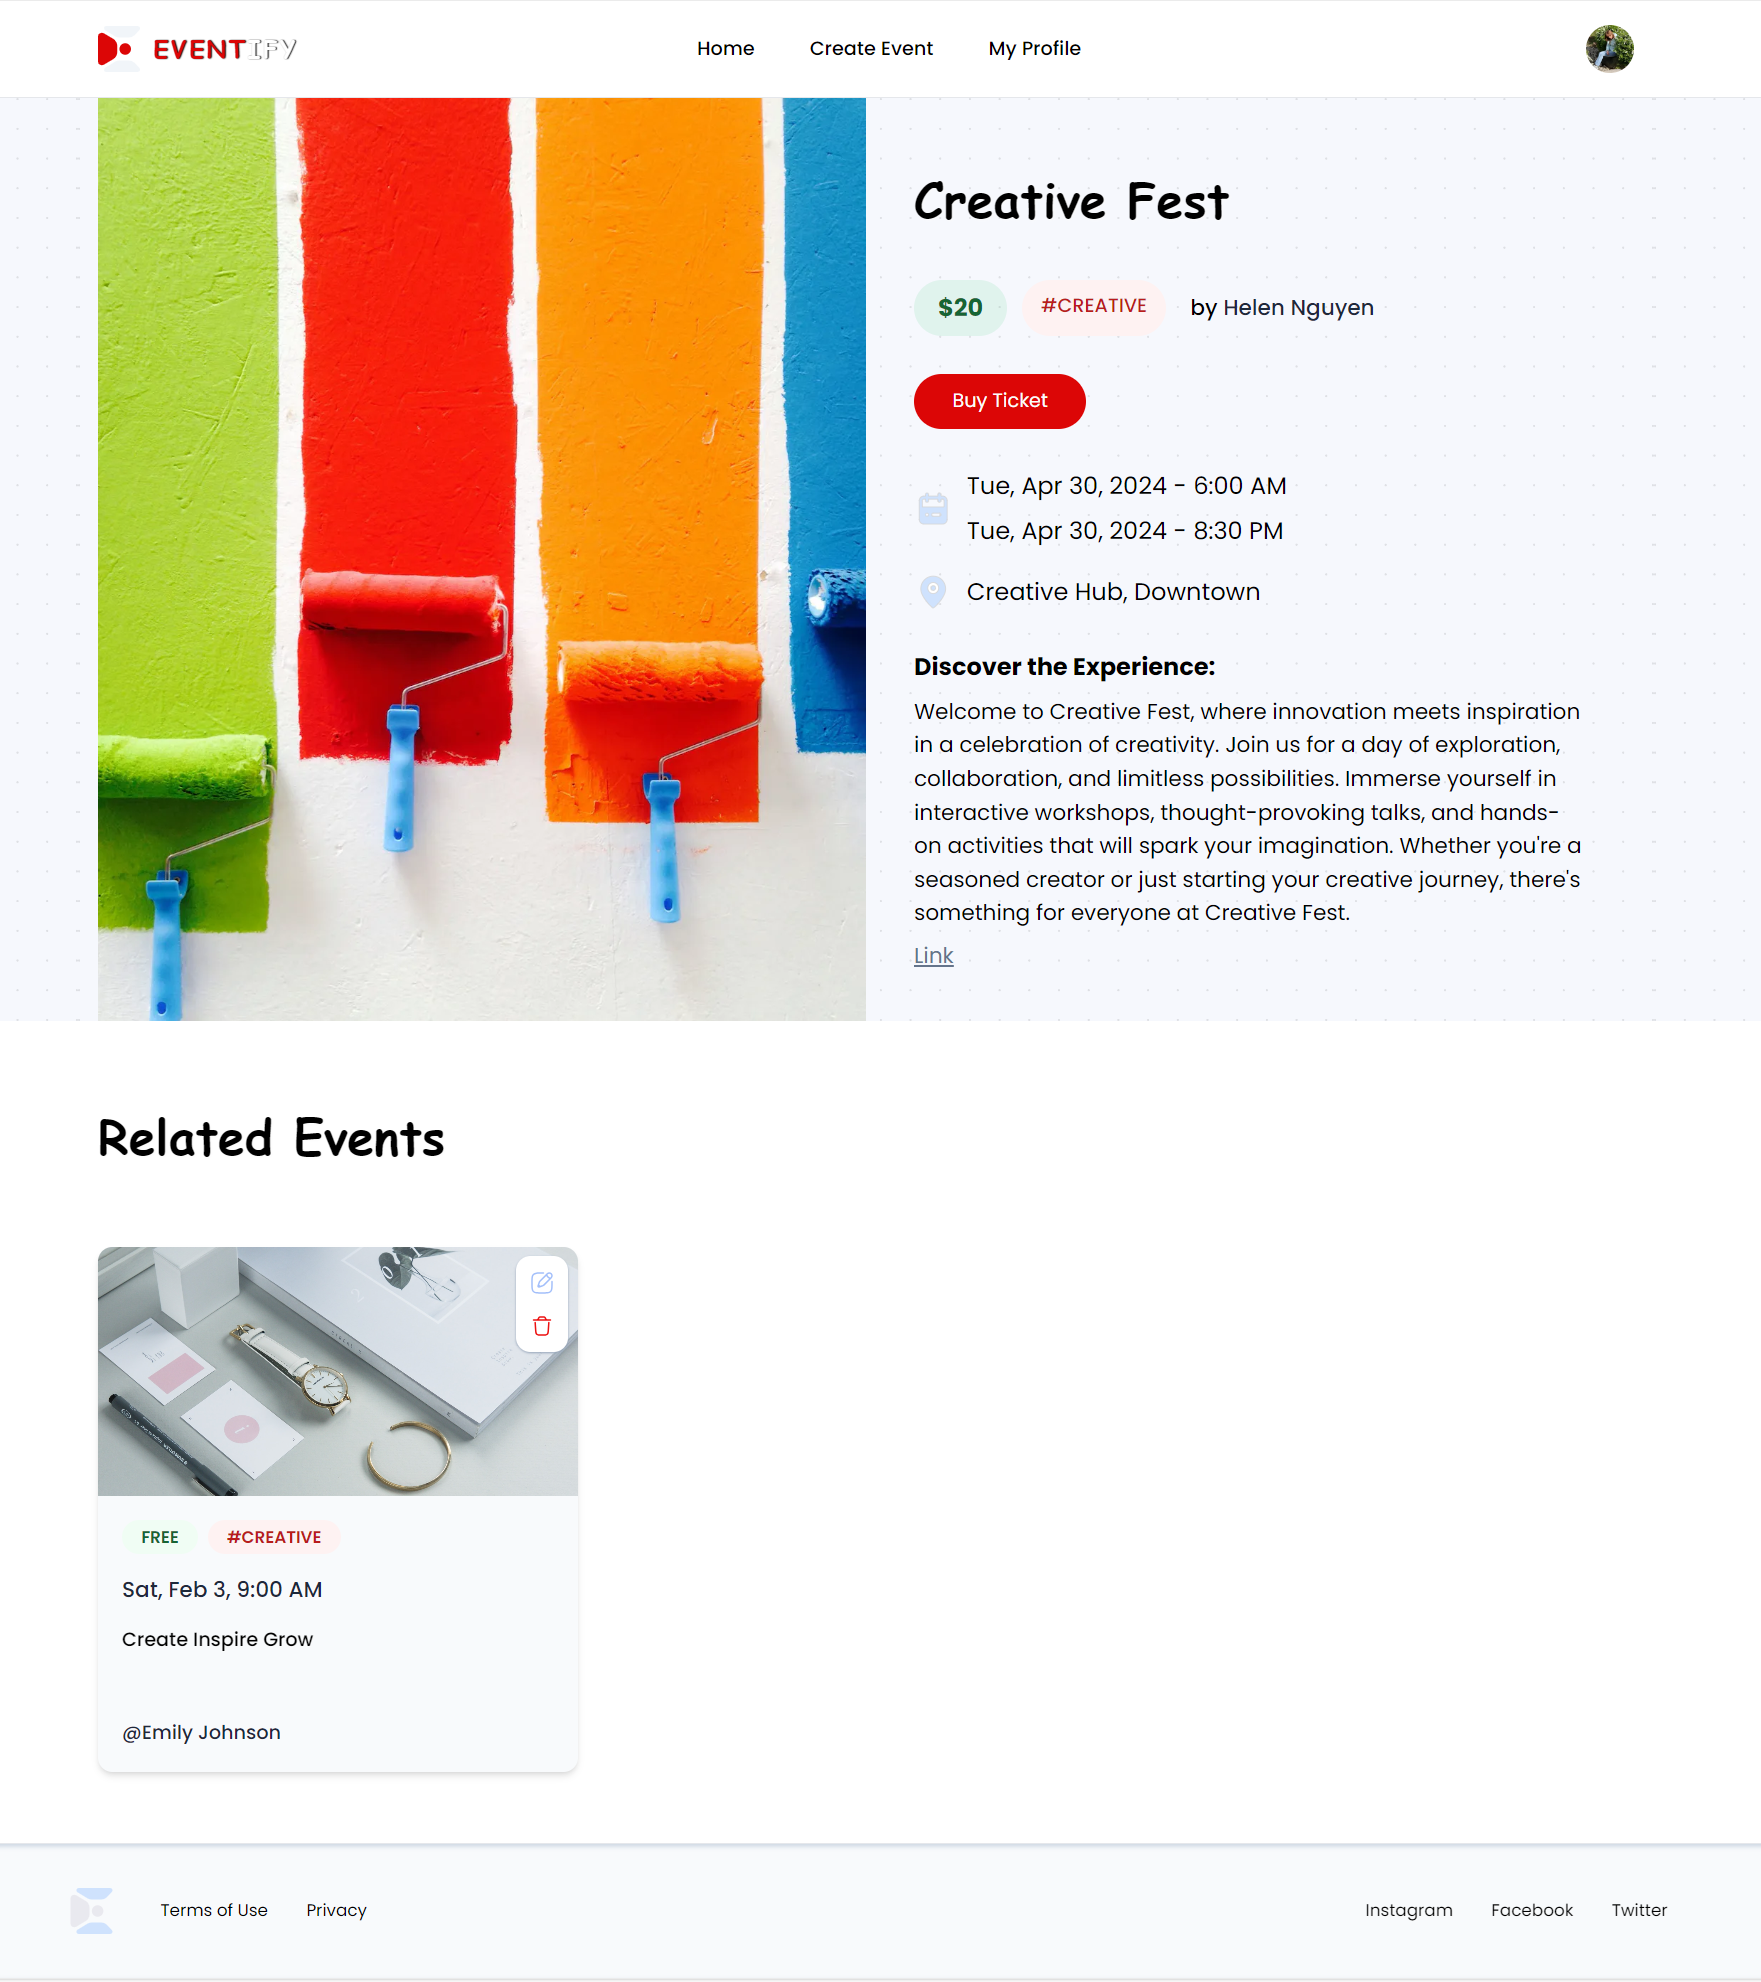 EVENTIFY
Home
Create Event
My Profile
Creative Fest
$20
#CREATIVE
by Helen Nguyen
Buy Ticket
Tue, Apr 30, 2024 - 6:00 AM
Tue, Apr 30, 2024 - 8:30 PM
Creative Hub, Downtown
Discover the Experience:
Welcome to Creative Fest, where innovation meets inspiration
in a celebration of creativity. Join us for a day of exploration,
collaboration, and limitless possibilities. Immerse yourself in
interactive workshops, thought-provoking talks, and hands-
on activities that will spark your imagination. Whether you're a
seasoned creator or just starting your creative journey, there's
something for everyone at Creative Fest.
Link
Related Events
FREE
#CREATIVE
Sat, Feb 3, 9:00 AM
Create Inspire Grow
@Emily Johnson
Terms of Use
Privacy
Instagram
Facebook
Twitter